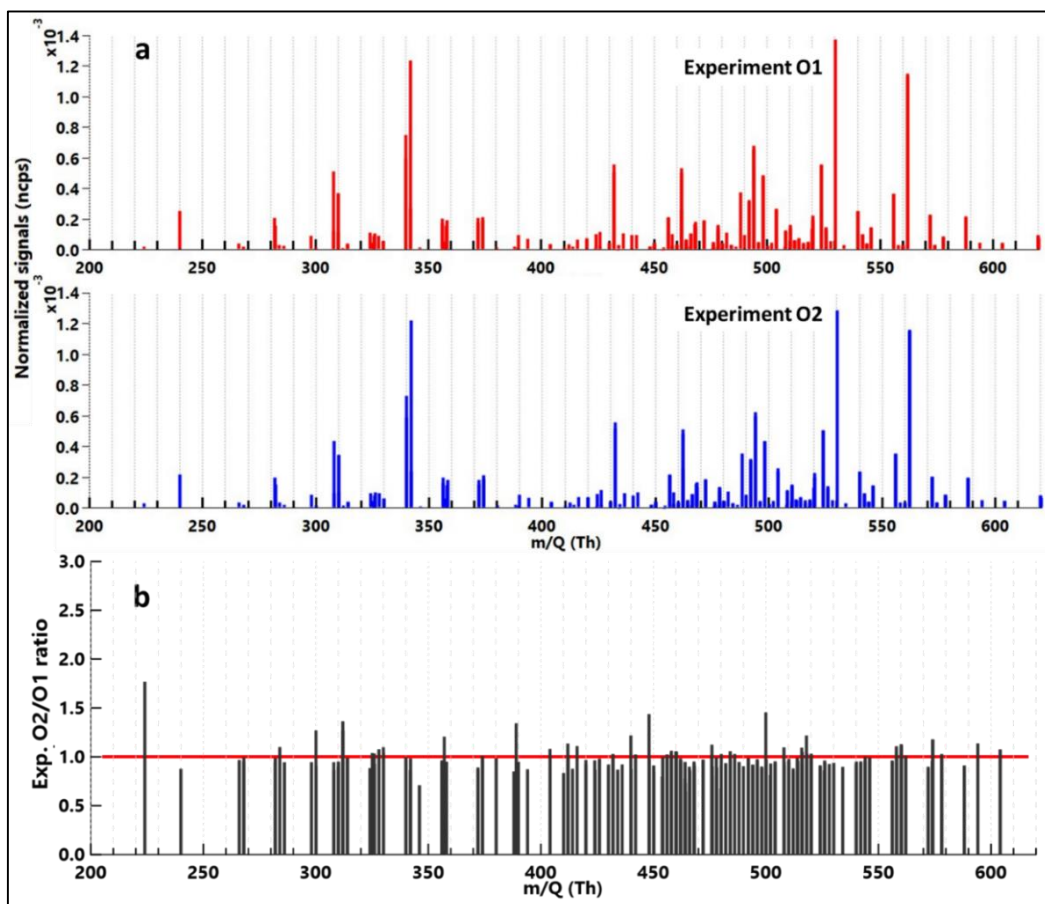 x10⁻³
a
Experiment O1
1.4
1.2
1.0
0.8
0.6
0.4
0.2
0.0
200 250 300 350 400 450 500 550 600
Normalized signals (ncps)
x10⁻³
Experiment O2
1.4
1.2
1.0
0.8
0.6
0.4
0.2
0.0
200 250 300 350 400 450 500 550 600
m/Q (Th)
b
Exp. O2/O1 ratio
3.0
2.5
2.0
1.5
1.0
0.5
0.0
200 250 300 350 400 450 500 550 600
m/Q (Th)